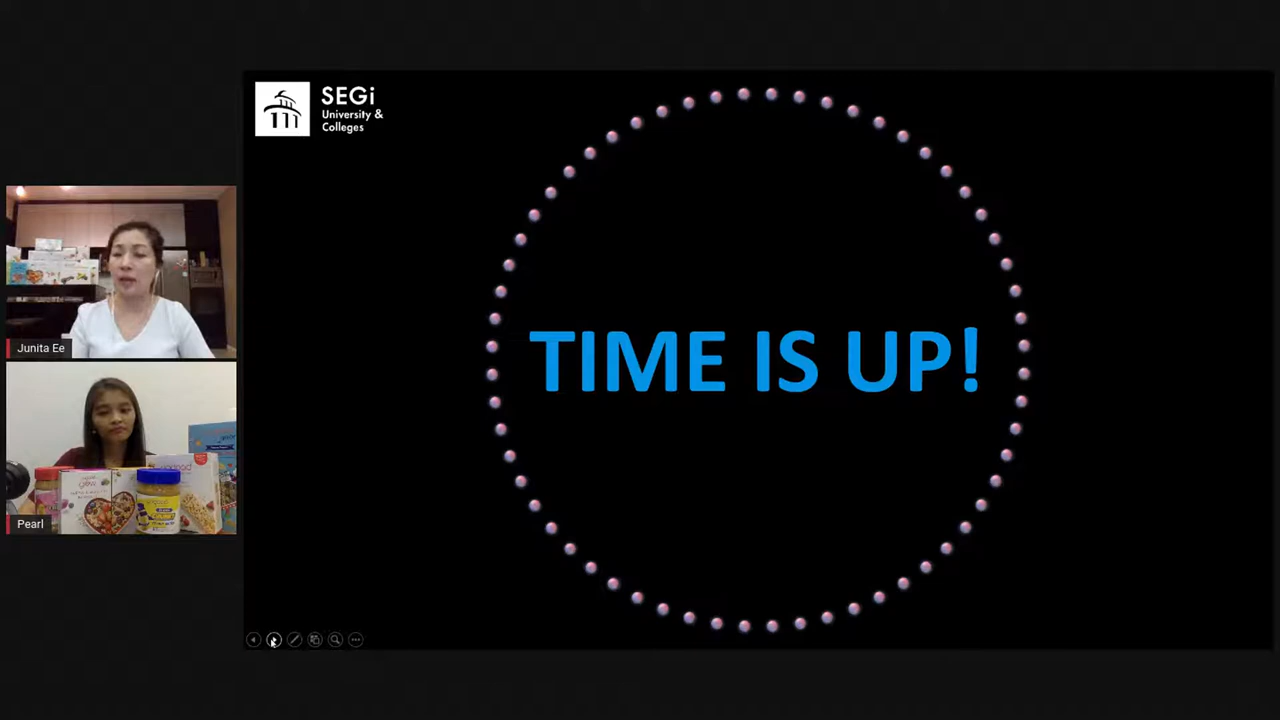 SEGi
University &
Colleges
TIME IS UP!
Junita Ee
Pearl